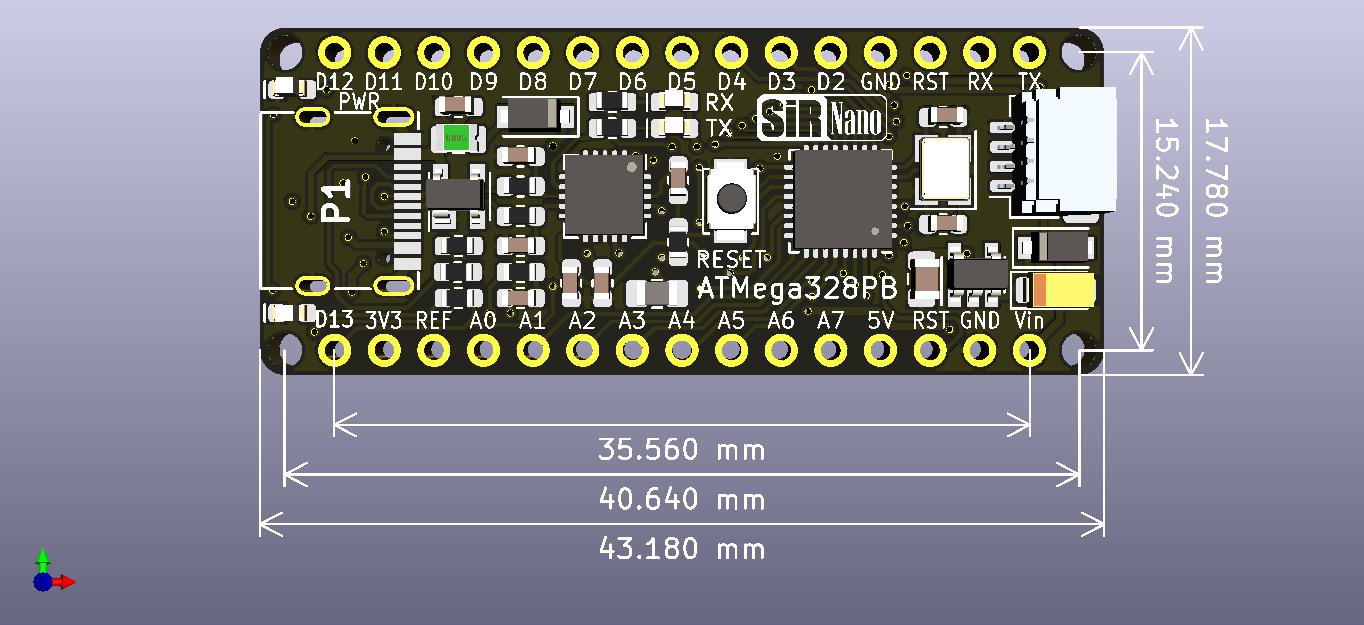 D12 D11 D10 D9 D8 D7 D6 D5 D4 D3 D2 GND RST RX TX
PWR
RX
TX
SiR Nano
P1
RESET
ATMega328PB
D13 3V3 REF A0 A1 A2 A3 A4 A5 A6 A7 5V RST GND Vin
15.240 mm
17.780 mm
35.560 mm
40.640 mm
43.180 mm